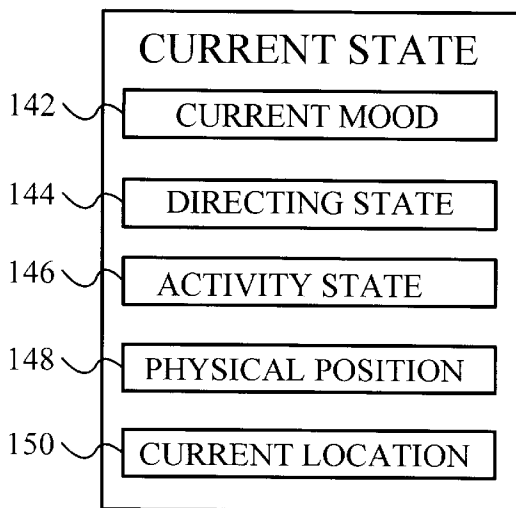 CURRENT STATE
142 CURRENT MOOD
144 DIRECTING STATE
146 ACTIVITY STATE
148 PHYSICAL POSITION
150 CURRENT LOCATION